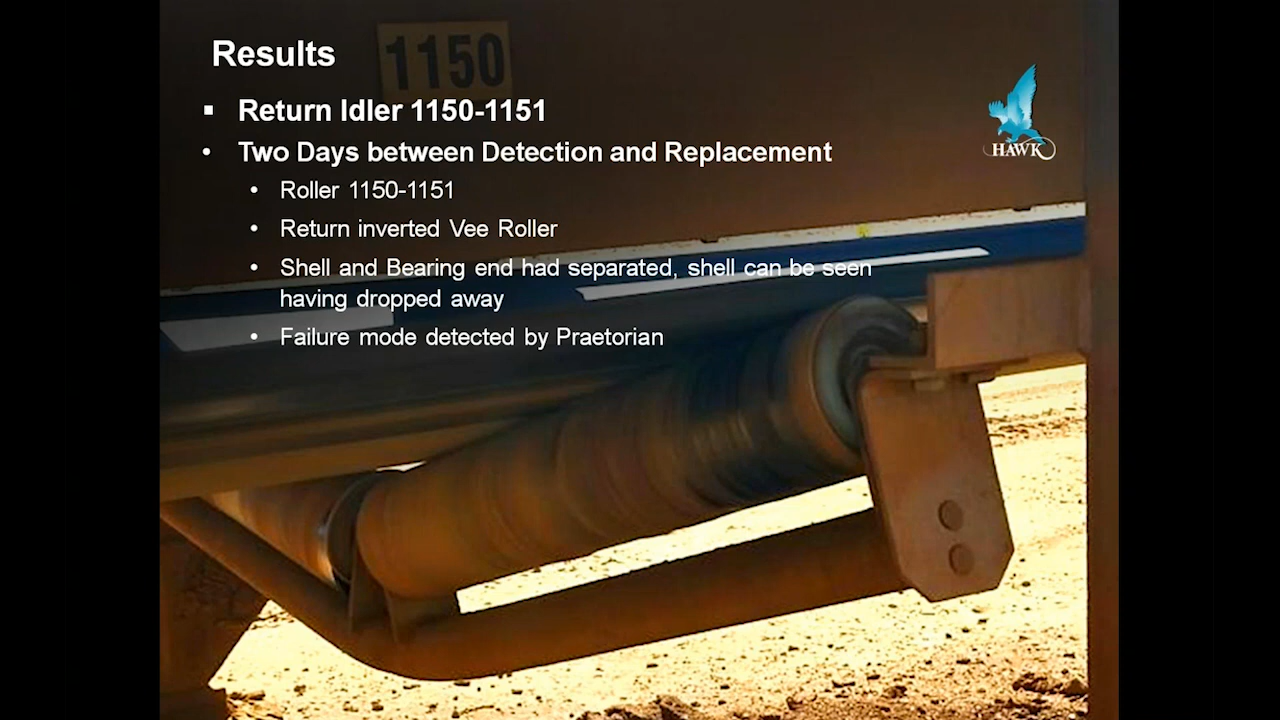 1150
Results
▪ Return Idler 1150-1151
• Two Days between Detection and Replacement
• Roller 1150-1151
• Return inverted Vee Roller
• Shell and Bearing end had separated, shell can be seen
having dropped away
• Failure mode detected by Praetorian
HAWK